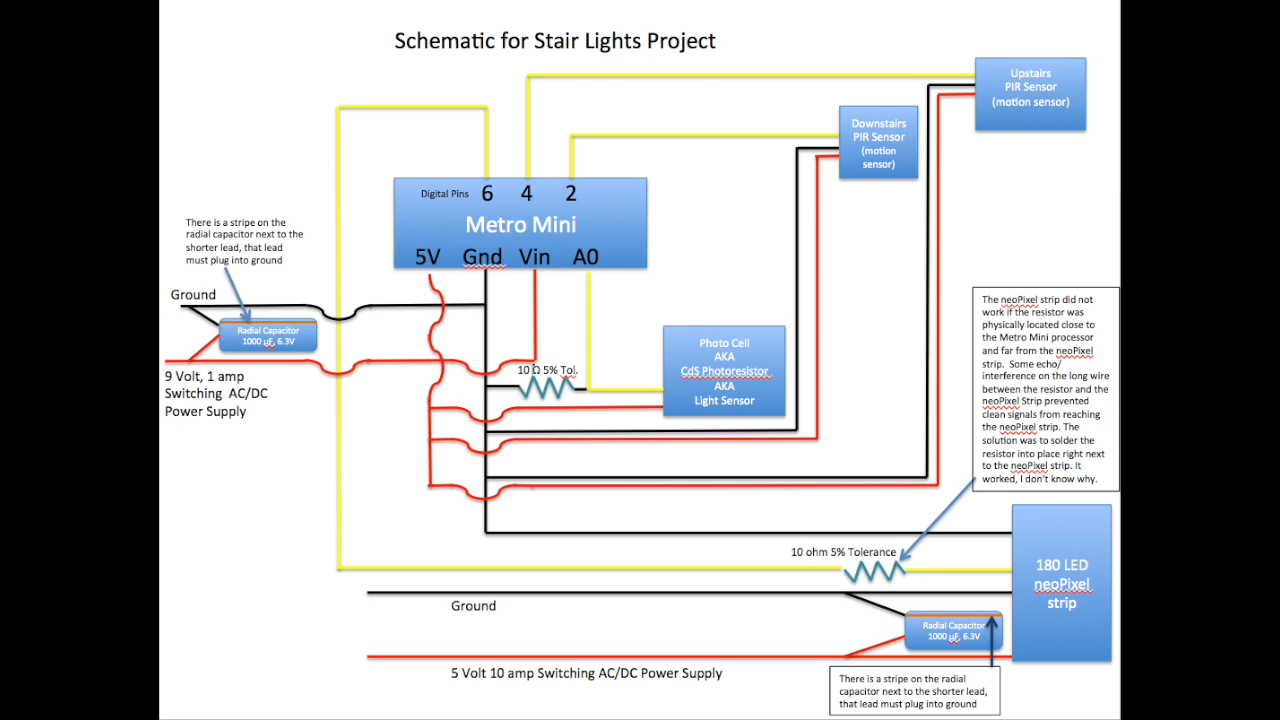 Schematic for Stair Lights Project
Upstairs
PIR Sensor
(motion sensor)
Downstairs
PIR Sensor
(motion
sensor)
Digital Pins 6 4 2
Metro Mini
5V Gnd Vin A0
There is a stripe on the
radial capacitor next to the
shorter lead, that lead
must plug into ground
Ground
Radial Capacitor
1000 µF, 6.3V
9 Volt, 1 amp
Switching AC/DC
Power Supply
10 Ω 5% Tol.
Photo Cell
AKA
CdS Photoresistor
AKA
Light Sensor
The neoPixel strip did not
work if the resistor was
physically located close to
the Metro Mini processor
and far from the neoPixel
strip. Some echo/
interference on the long wire
between the resistor and the
neoPixel Strip prevented
clean signals from reaching
the neoPixel strip. The
solution was to solder the
resistor into place right next
to the neoPixel strip. It
worked, I don't know why.
10 ohm 5% Tolerance
180 LED
neoPixel
strip
Ground
Radial Capacitor
1000 µF, 6.3V
5 Volt 10 amp Switching AC/DC Power Supply
There is a stripe on the radial
capacitor next to the shorter lead,
that lead must plug into ground